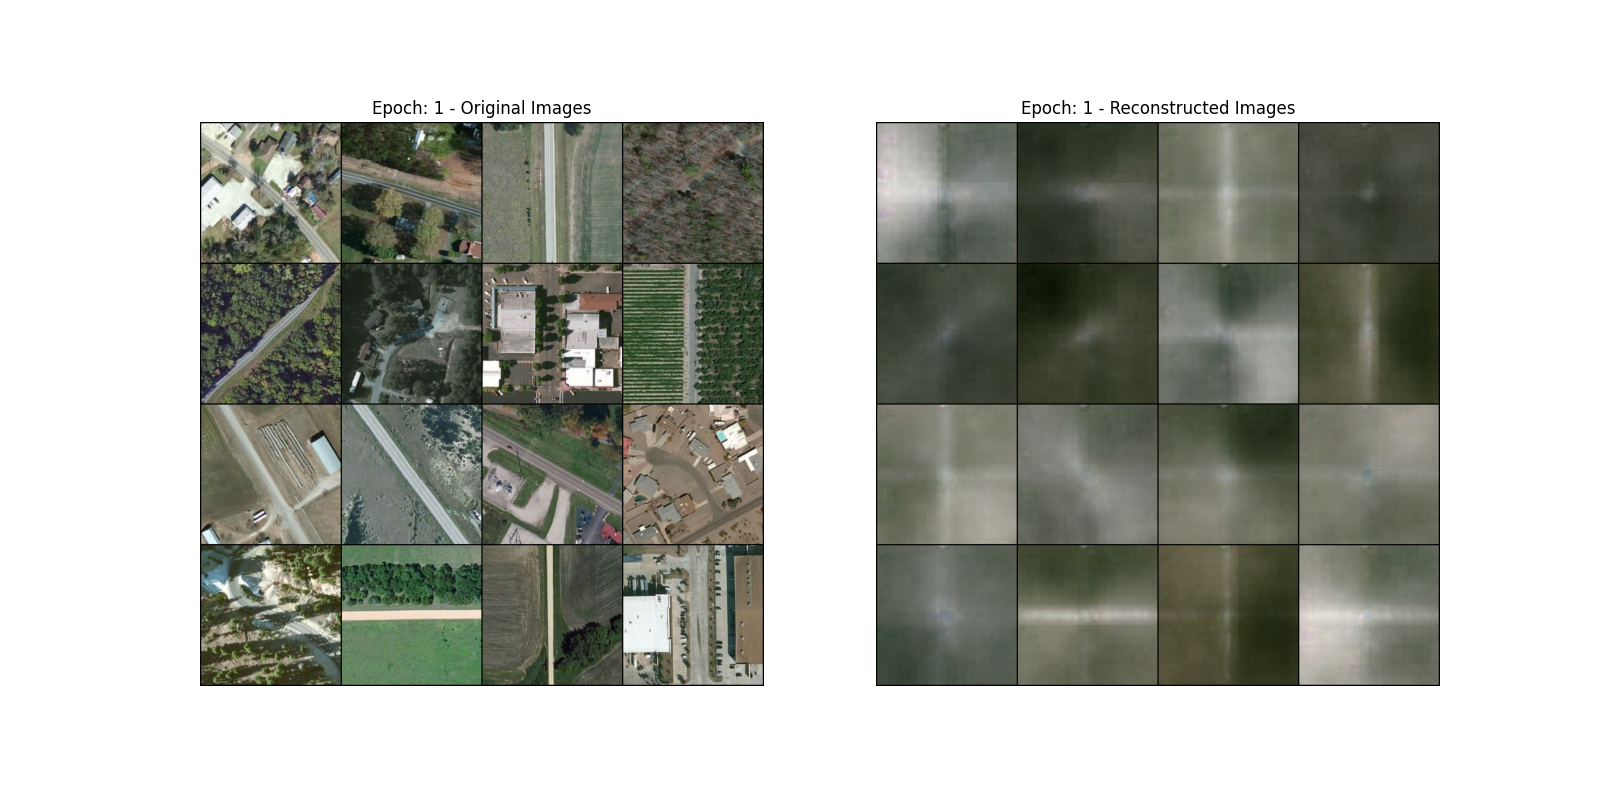 Epoch: 1 - Original Images
Epoch: 1 - Reconstructed Images